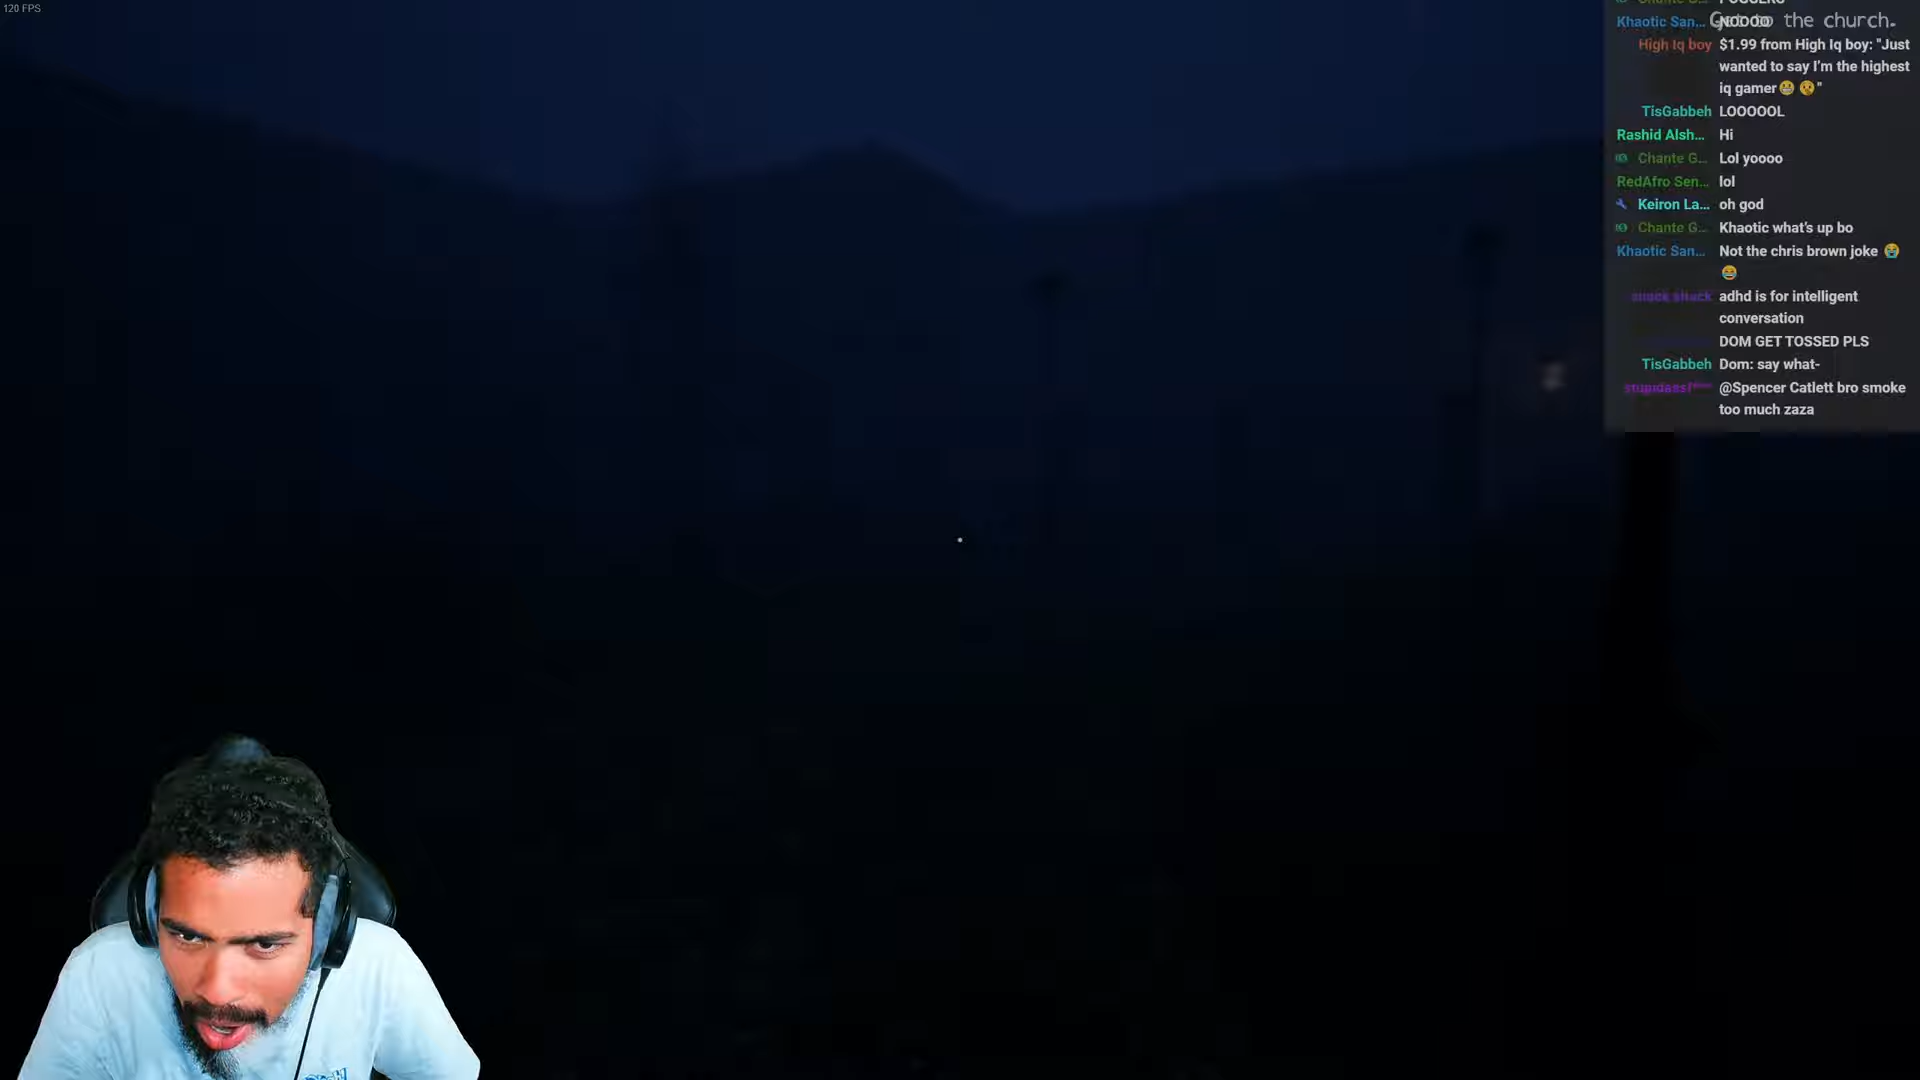 120 FPS
to the church.
Khaotic San... NOOOO
High Iq boy $1.99 from High Iq boy: "Just
wanted to say I'm the highest
iq gamer😬 🤫"
TisGabbeh LOOOOOL
Rashid Alsh... Hi
Chante G... Lol yoooo
RedAfro Sen... lol
Keiron La... oh god
Chante G... Khaotic what's up bo
Khaotic San... Not the chris brown joke 😭
😂
adhd is for intelligent
conversation
DOM GET TOSSED PLS
TisGabbeh Dom: say what-
stupidassf*** @Spencer Catlett bro smoke
too much zaza